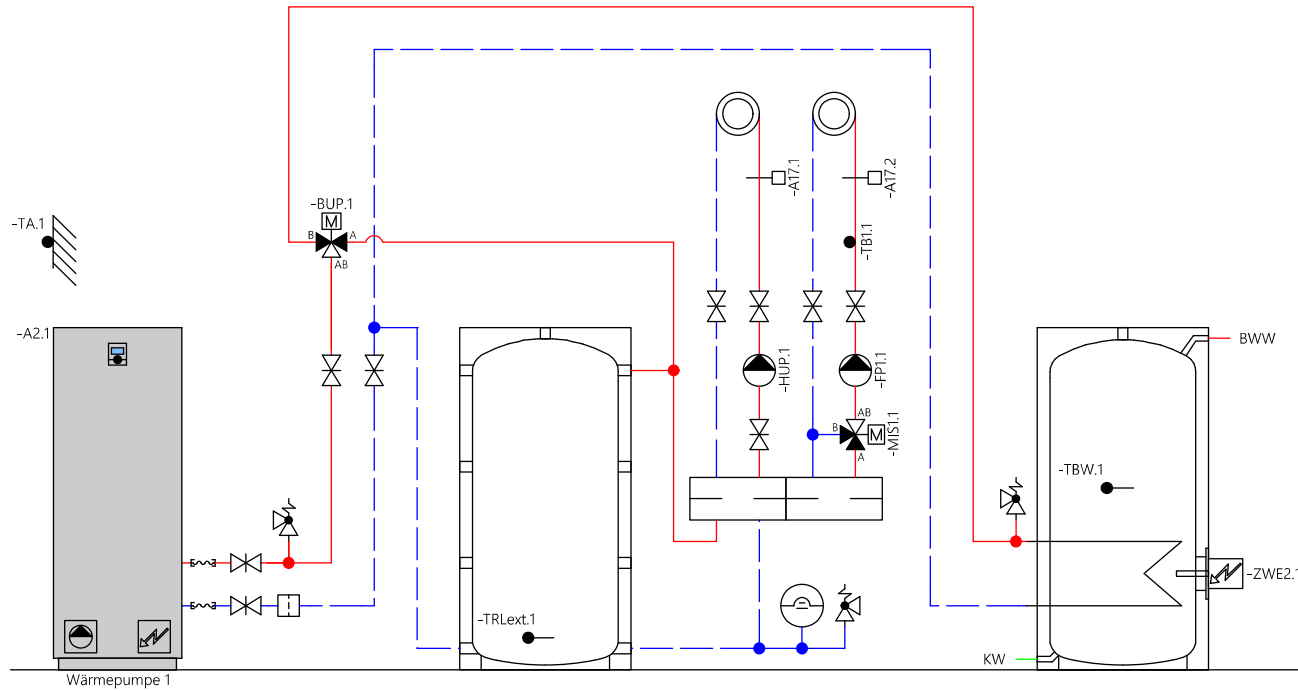 -BUP.1
M
B
A
AB
-TA.1
-A2.1
-A17.1
-A17.2
-TB1.1
-HUP.1
-FP1.1
AB
B
M
-MIS1.1
A
BWW
-TBW.1
-ZWE2.1
-TRLext.1
KW
Wärmepumpe 1